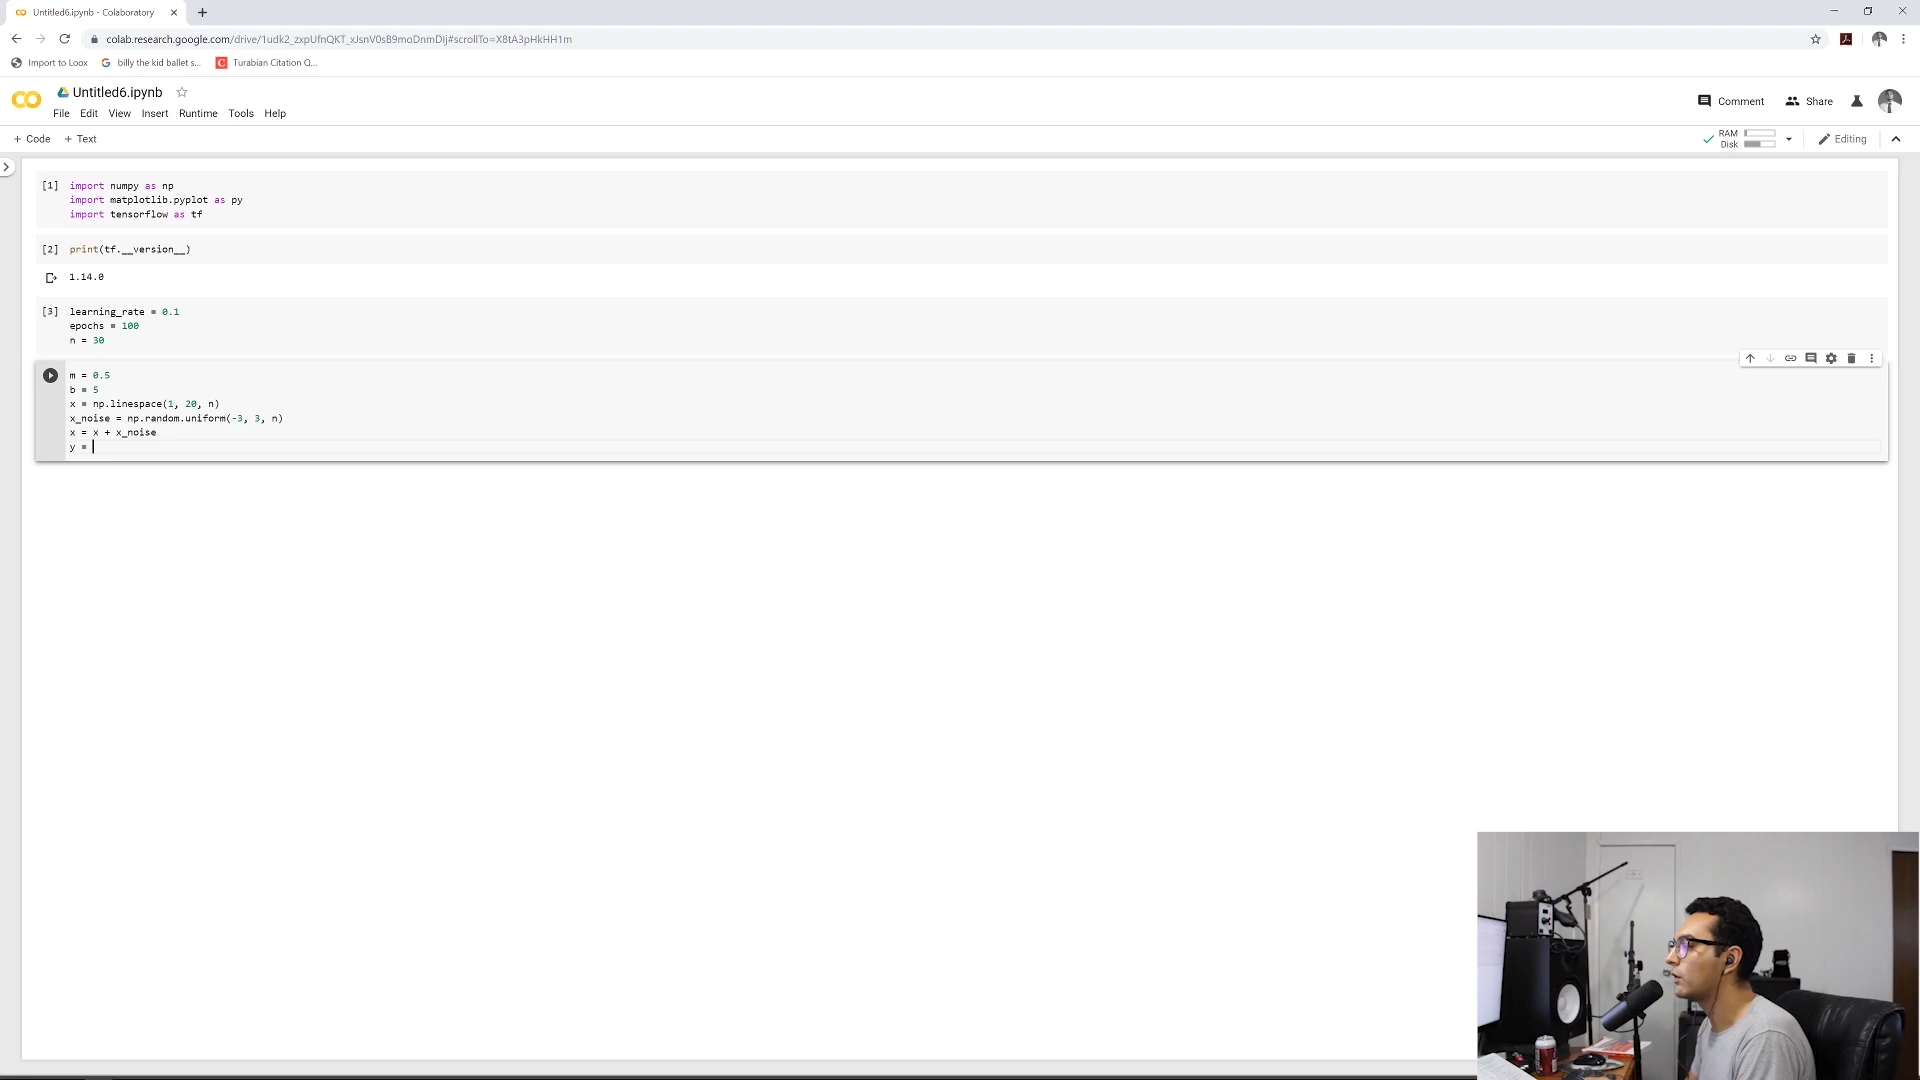 Untitled6.ipynb - Colaboratory
colab.research.google.com/drive/1udk2_zxpUfnQKT_xJsnV0sB9moDnmDIj#scrollTo=X8tA3pHkHH1m
Import to Loox billy the kid ballet s... Turabian Citation Q...
Untitled6.ipynb
Comment Share
File Edit View Insert Runtime Tools Help
+ Code + Text
RAM
Disk
Editing
[1] import numpy as np
import matplotlib.pyplot as py
import tensorflow as tf
[2] print(tf.__version__)
1.14.0
[3] learning_rate = 0.1
epochs = 100
n = 30
m = 0.5
b = 5
x = np.linespace(1, 20, n)
x_noise = np.random.uniform(-3, 3, n)
x = x + x_noise
y =